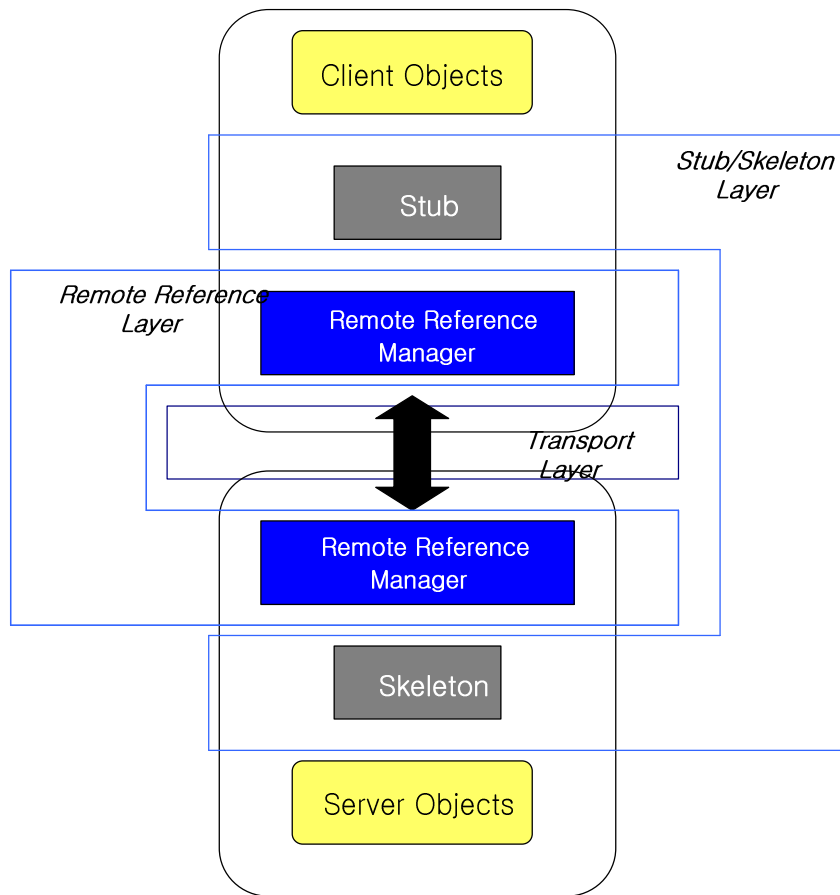 Client Objects
Stub/Skeleton
Layer
Stub
Remote Reference
Layer
Remote Reference
Manager
Transport
Layer
Remote Reference
Manager
Skeleton
Server Objects